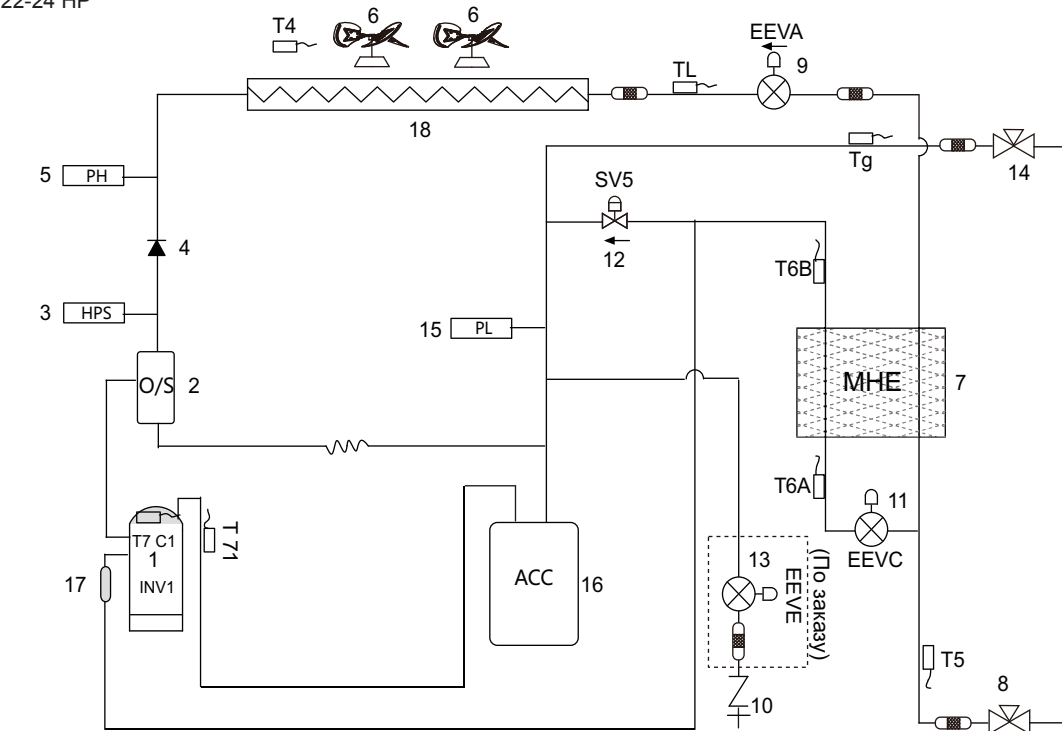 22-24 HP
T4
6
6
EEVA
9
TL
18
5
PH
Tg
14
SV5
12
4
T6B
3
HPS
15
PL
O/S
2
MHE
7
T6A
11
EEVC
T7 C1
1
INV1
T 71
17
ACC
16
13
EEVE
(По заказу)
T5
10
8